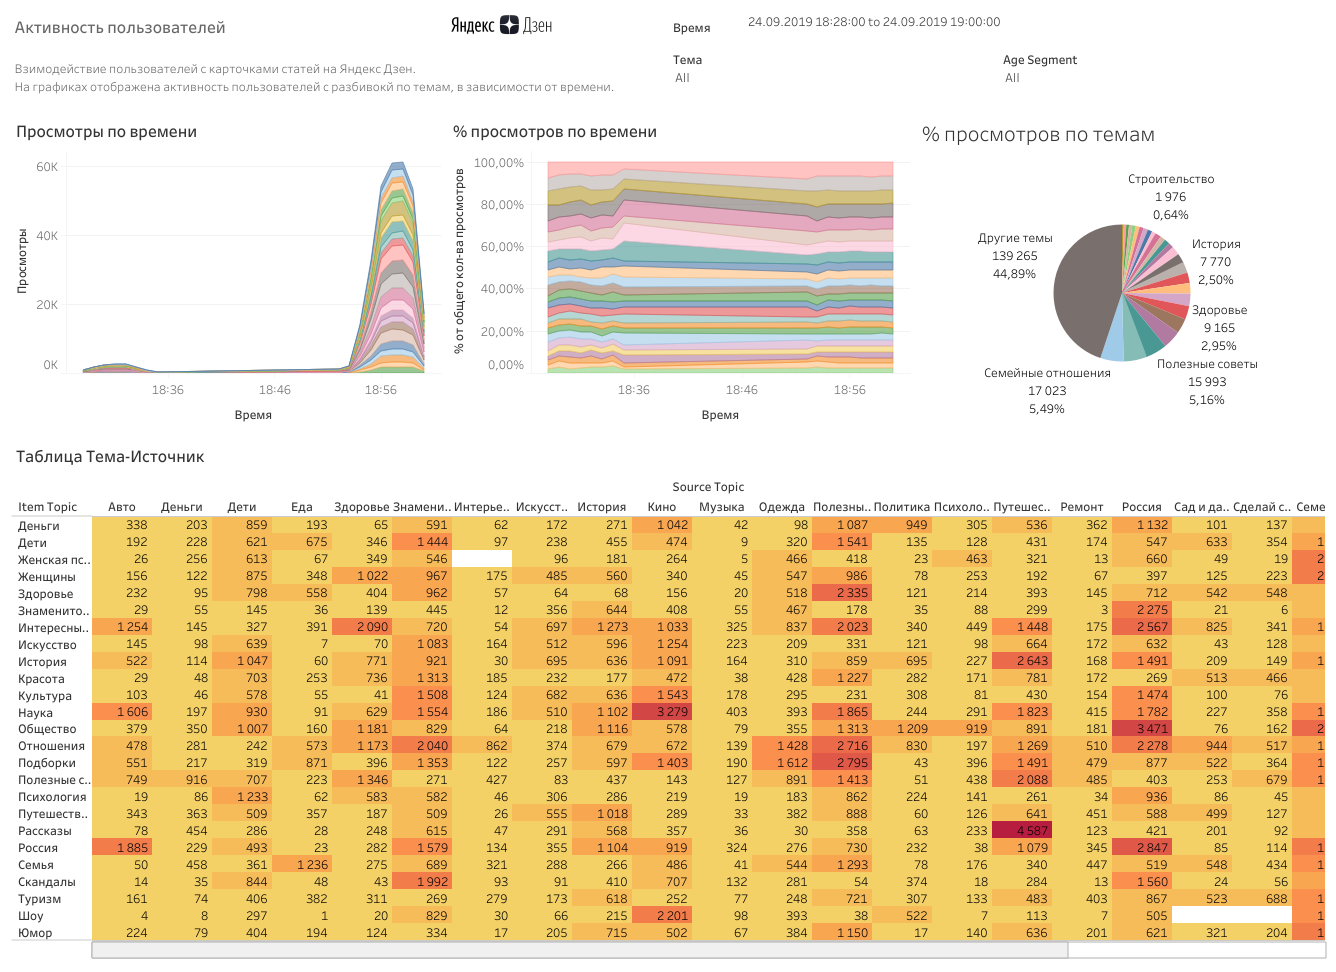 Активность пользователей
Яндекс Дзен
Время
24.09.2019 18:28:00 to 24.09.2019 19:00:00
Взимодействие пользователей с карточками статей на Яндекс Дзен.
На графиках отображена активность пользователей с разбивокй по темам, в зависимости от времени.
Тема
All
Age Segment
All
Просмотры по времени
60K
40K
20K
0K
Просмотры
18:36 18:46 18:56
Время
% просмотров по времени
100,00%
80,00%
60,00%
40,00%
20,00%
0,00%
% от общего кол-ва просмотров
18:36 18:46 18:56
Время
% просмотров по темам
Строительство
1 976
0,64%
Другие темы
139 265
44,89%
История
7 770
2,50%
Здоровье
9 165
2,95%
Полезные советы
15 993
5,16%
Семейные отношения
17 023
5,49%
Таблица Тема-Источник
Source Topic
Item Topic Авто Деньги Дети Еда Здоровье Знамени.. Интерье.. Искусст.. История Кино Музыка Одежда Полезны.. Политика Психоло.. Путешес.. Ремонт Россия Сад и да.. Сделай с.. Семе
Деньги 338 203 859 193 65 591 62 172 271 1 042 42 98 1 087 949 305 536 362 1 132 101 137
Дети 192 228 621 675 346 1 444 97 238 455 474 9 320 1 541 135 128 431 174 547 633 354 1
Женская пс.. 26 256 613 67 349 546 96 181 264 5 466 418 23 463 321 13 660 49 19 2
Женщины 156 122 875 348 1 022 967 175 485 560 340 45 547 986 78 253 192 67 397 125 223 2
Здоровье 232 95 798 558 404 962 57 64 68 156 20 518 2 335 121 214 393 145 712 542 548
Знаменито.. 29 55 145 36 139 445 12 356 644 408 55 467 178 35 88 299 3 2 275 21 6
Интересны.. 1 254 145 327 391 2 090 720 54 697 1 273 1 033 325 837 2 023 340 449 1 448 175 2 567 825 341 1
Искусство 145 98 639 7 70 1 083 164 512 596 1 254 223 209 331 121 98 664 172 632 43 128
История 522 114 1 047 60 771 921 30 695 636 1 091 164 310 859 695 227 2 643 168 1 491 209 149 1
Красота 29 48 703 253 736 1 313 185 232 177 472 38 428 1 227 282 171 781 172 269 513 466
Культура 103 46 578 55 41 1 508 124 682 636 1 543 178 295 231 308 81 430 154 1 474 100 76
Наука 1 606 197 930 91 629 1 554 186 510 1 102 3 279 403 393 1 865 244 291 1 823 415 1 782 227 358 1
Общество 379 350 1 007 160 1 181 829 64 218 1 116 578 79 355 1 313 1 209 919 891 181 3 471 76 162 2
Отношения 478 281 242 573 1 173 2 040 862 374 679 672 139 1 428 2 716 830 197 1 269 510 2 278 944 517 1
Подборки 551 217 319 871 396 1 353 122 257 597 1 403 190 1 612 2 795 43 396 1 491 479 877 522 364 1
Полезные с.. 749 916 707 223 1 346 271 427 83 437 143 127 891 1 413 51 438 2 088 485 403 253 679 1
Психология 19 86 1 233 62 583 582 46 306 286 219 19 183 862 224 141 261 34 936 86 45
Путешеств.. 343 363 509 357 187 509 26 555 1 018 289 33 382 888 60 126 641 451 588 499 127
Рассказы 78 454 286 28 248 615 47 291 568 357 36 30 358 63 233 4 587 123 421 201 92
Россия 1 885 229 493 23 282 1 579 134 355 1 104 919 324 276 730 232 38 1 079 345 2 847 85 114 1
Семья 50 458 361 1 236 275 689 321 288 266 486 41 544 1 293 78 176 340 447 519 548 434 1
Скандалы 14 35 844 48 43 1 992 93 91 410 707 132 281 54 374 18 284 13 1 560 24 56
Туризм 161 74 406 382 311 269 279 173 618 252 77 248 721 307 133 483 403 867 523 688 1
Шоу 4 8 297 1 20 829 30 66 215 2 201 98 393 38 522 7 113 7 505 1
Юмор 224 79 404 194 124 334 17 205 715 502 67 384 1 150 17 140 636 201 621 321 204 1